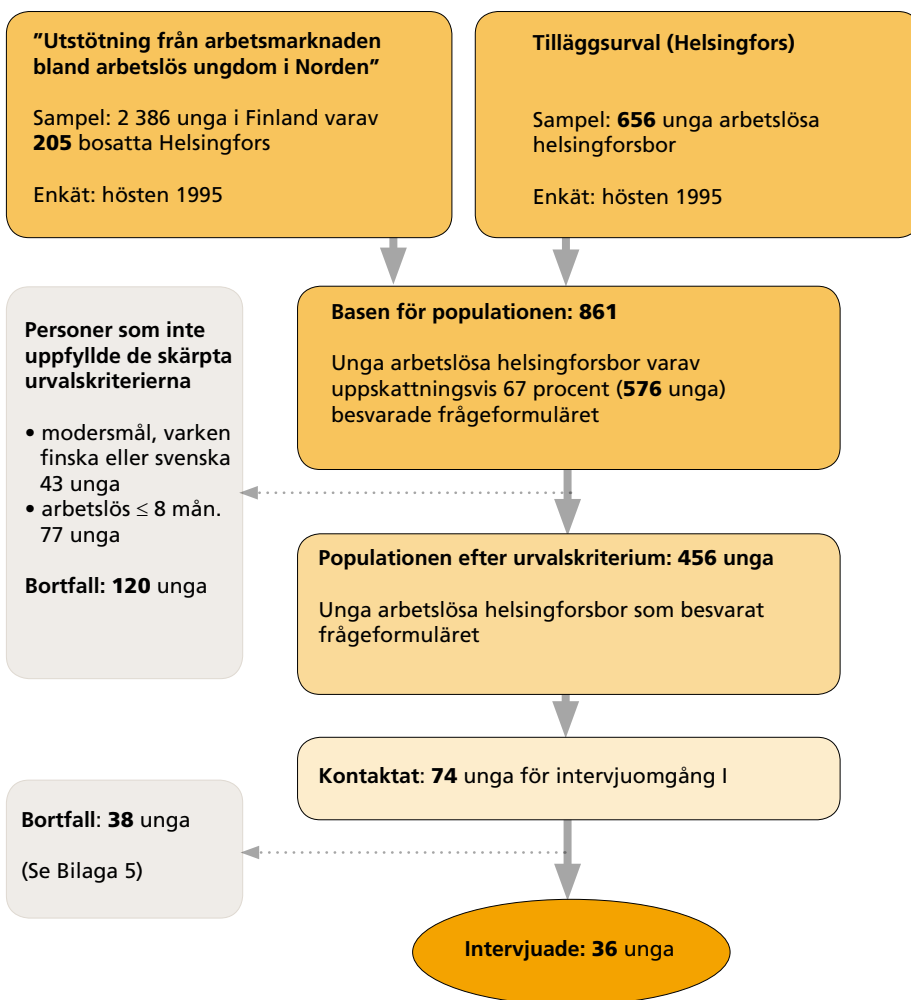 "Utstötning från arbetsmarknaden
bland arbetslös ungdom i Norden"
Sampel: 2 386 unga i Finland varav
205 bosatta Helsingfors
Enkät: hösten 1995
Tilläggsurval (Helsingfors)
Sampel: 656 unga arbetslösa
helsingforsbor
Enkät: hösten 1995
Basen för populationen: 861
Unga arbetslösa helsingforsbor varav
uppskattningsvis 67 procent (576 unga)
besvarade frågeformuläret
Personer som inte
uppfyllde de skärpta
urvalskriterierna
• modersmål, varken
finska eller svenska
43 unga
• arbetslös ≤ 8 mån.
77 unga
Bortfall: 120 unga
Populationen efter urvalskriterium: 456 unga
Unga arbetslösa helsingforsbor som besvarat
frågeformuläret
Kontaktat: 74 unga för intervjuomgång I
Bortfall: 38 unga
(Se Bilaga 5)
Intervjuade: 36 unga